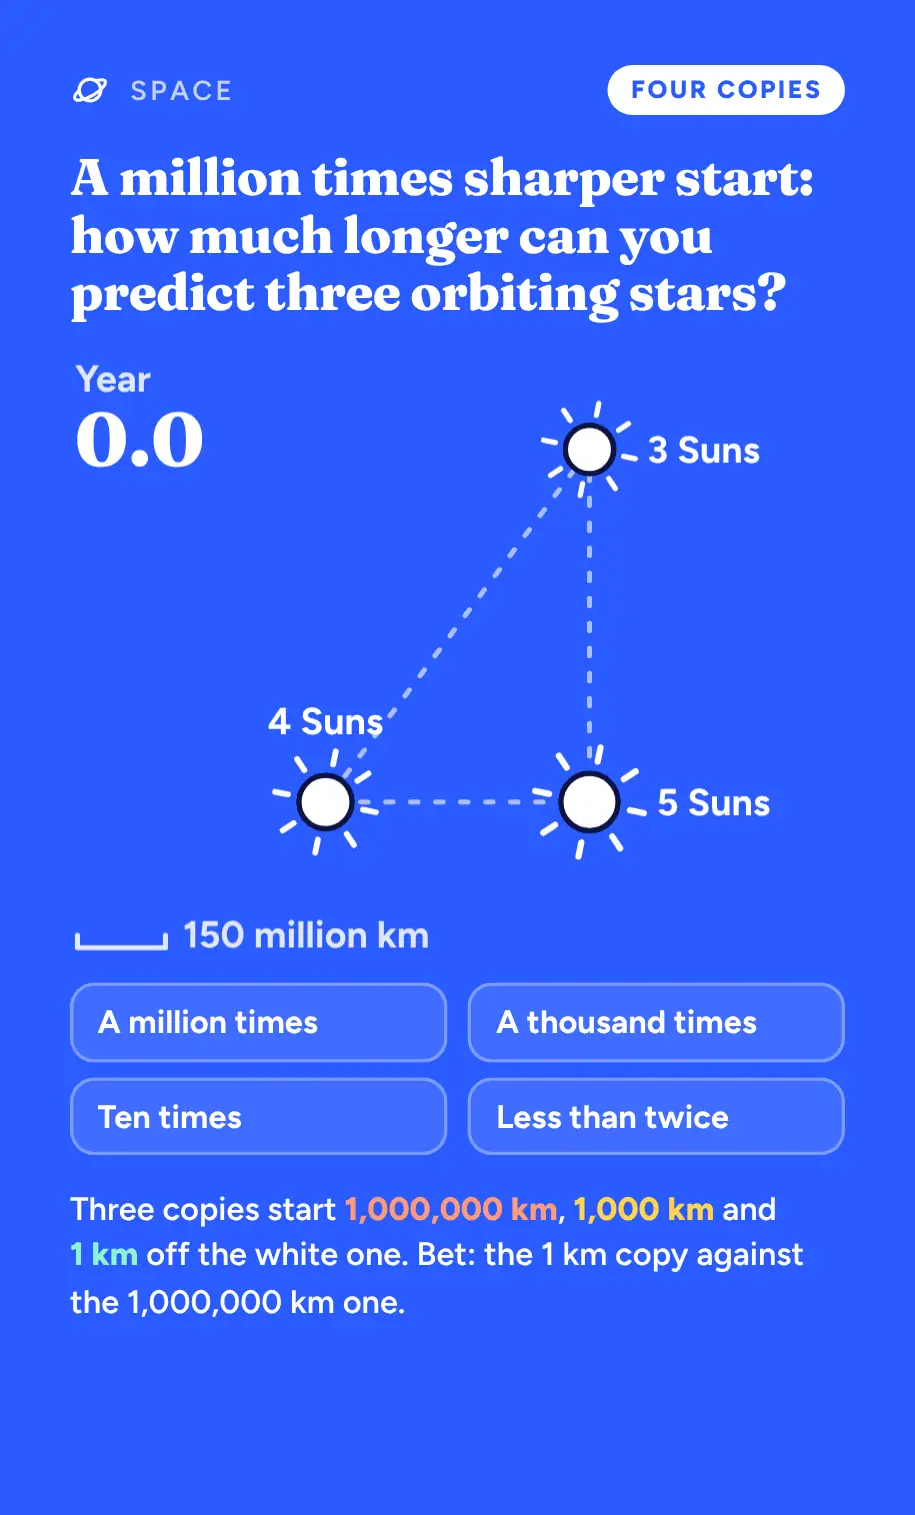 SPACE
FOUR COPIES
A million times sharper start:
how much longer can you
predict three orbiting stars?
Year
0.0
3 Suns
4 Suns
5 Suns
150 million km
A million times
A thousand times
Ten times
Less than twice
Three copies start 1,000,000 km, 1,000 km and
1 km off the white one. Bet: the 1 km copy against
the 1,000,000 km one.